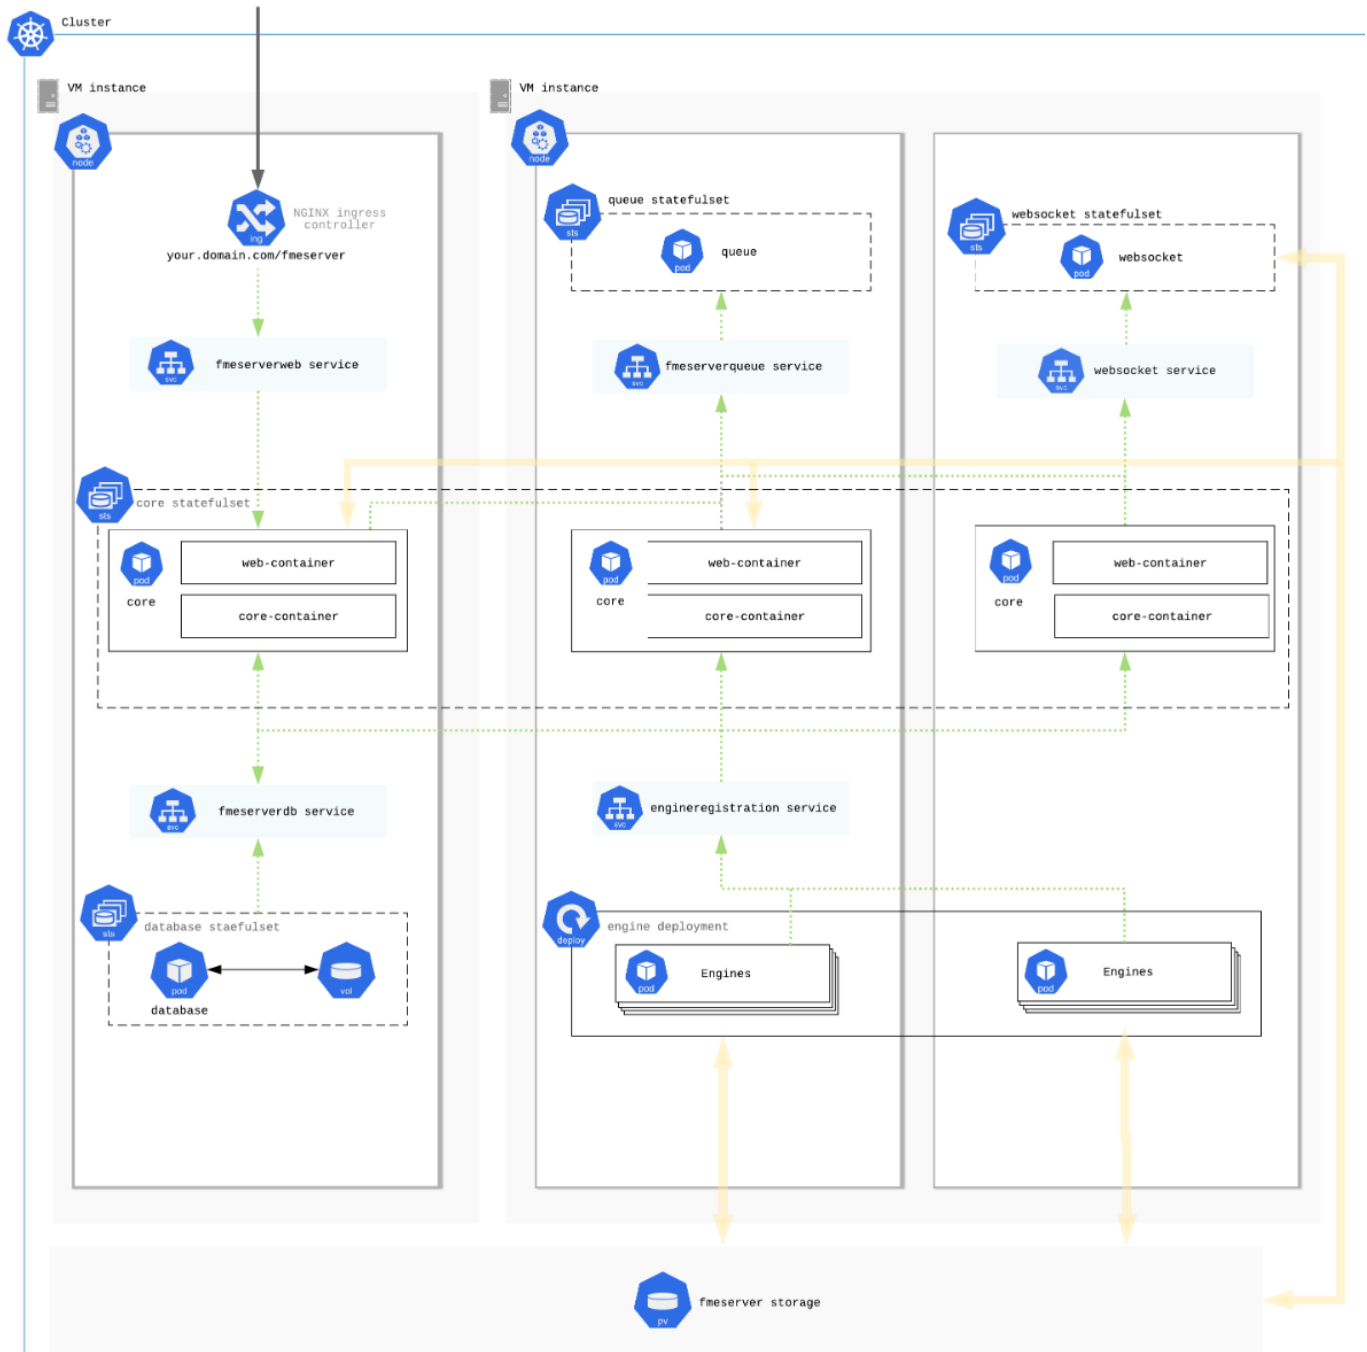 Cluster
VM instance
VM instance
node
node
NGINX ingress
controller
ing
your.domain.com/fmeserver
queue statefulset
sts
pod
queue
websocket statefulset
sts
pod
websocket
svc
fmeserverweb service
svc
fmeserverqueue service
svc
websocket service
sts
core statefulset
pod
core
web-container
core-container
pod
core
web-container
core-container
pod
core
web-container
core-container
svc
fmeserverdb service
svc
engineregistration service
sts
database staefulset
pod
database
vol
deploy
engine deployment
pod
Engines
pod
Engines
pv
fmeserver storage